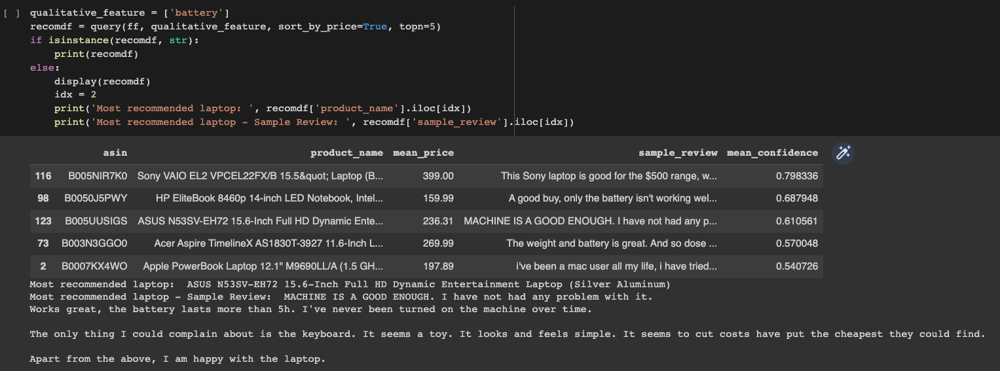 [ ] qualitative_feature = ['battery']
recomdf = query(ff, qualitative_feature, sort_by_price=True, topn=5)
if isinstance(recomdf, str):
    print(recomdf)
else:
    display(recomdf)
    idx = 2
    print('Most recommended laptop: ', recomdf['product_name'].iloc[idx])
    print('Most recommended laptop - Sample Review: ', recomdf['sample_review'].iloc[idx])
asin product_name mean_price sample_review mean_confidence
116 B005NIR7K0 Sony VAIO EL2 VPCEL22FX/B 15.5&quot; Laptop (B... 399.00 This Sony laptop is good for the $500 range, w... 0.798336
98 B0050J5PWY HP EliteBook 8460p 14-inch LED Notebook, Intel... 159.99 A good buy, only the battery isn't working wel... 0.687948
123 B005UUSIGS ASUS N53SV-EH72 15.6-Inch Full HD Dynamic Ente... 236.31 MACHINE IS A GOOD ENOUGH. I have not had any p... 0.610561
73 B003N3GGO0 Acer Aspire TimelineX AS1830T-3927 11.6-Inch L... 269.99 The weight and battery is great. And so dose ... 0.570048
2 B0007KX4WO Apple PowerBook Laptop 12.1" M9690LL/A (1.5 GH... 197.89 i've been a mac user all my life, i have tried... 0.540726
Most recommended laptop:  ASUS N53SV-EH72 15.6-Inch Full HD Dynamic Entertainment Laptop (Silver Aluminum)
Most recommended laptop - Sample Review:  MACHINE IS A GOOD ENOUGH. I have not had any problem with it.
Works great, the battery lasts more than 5h. I've never been turned on the machine over time.
The only thing I could complain about is the keyboard. It seems a toy. It looks and feels simple. It seems to cut costs have put the cheapest they could find.
Apart from the above, I am happy with the laptop.